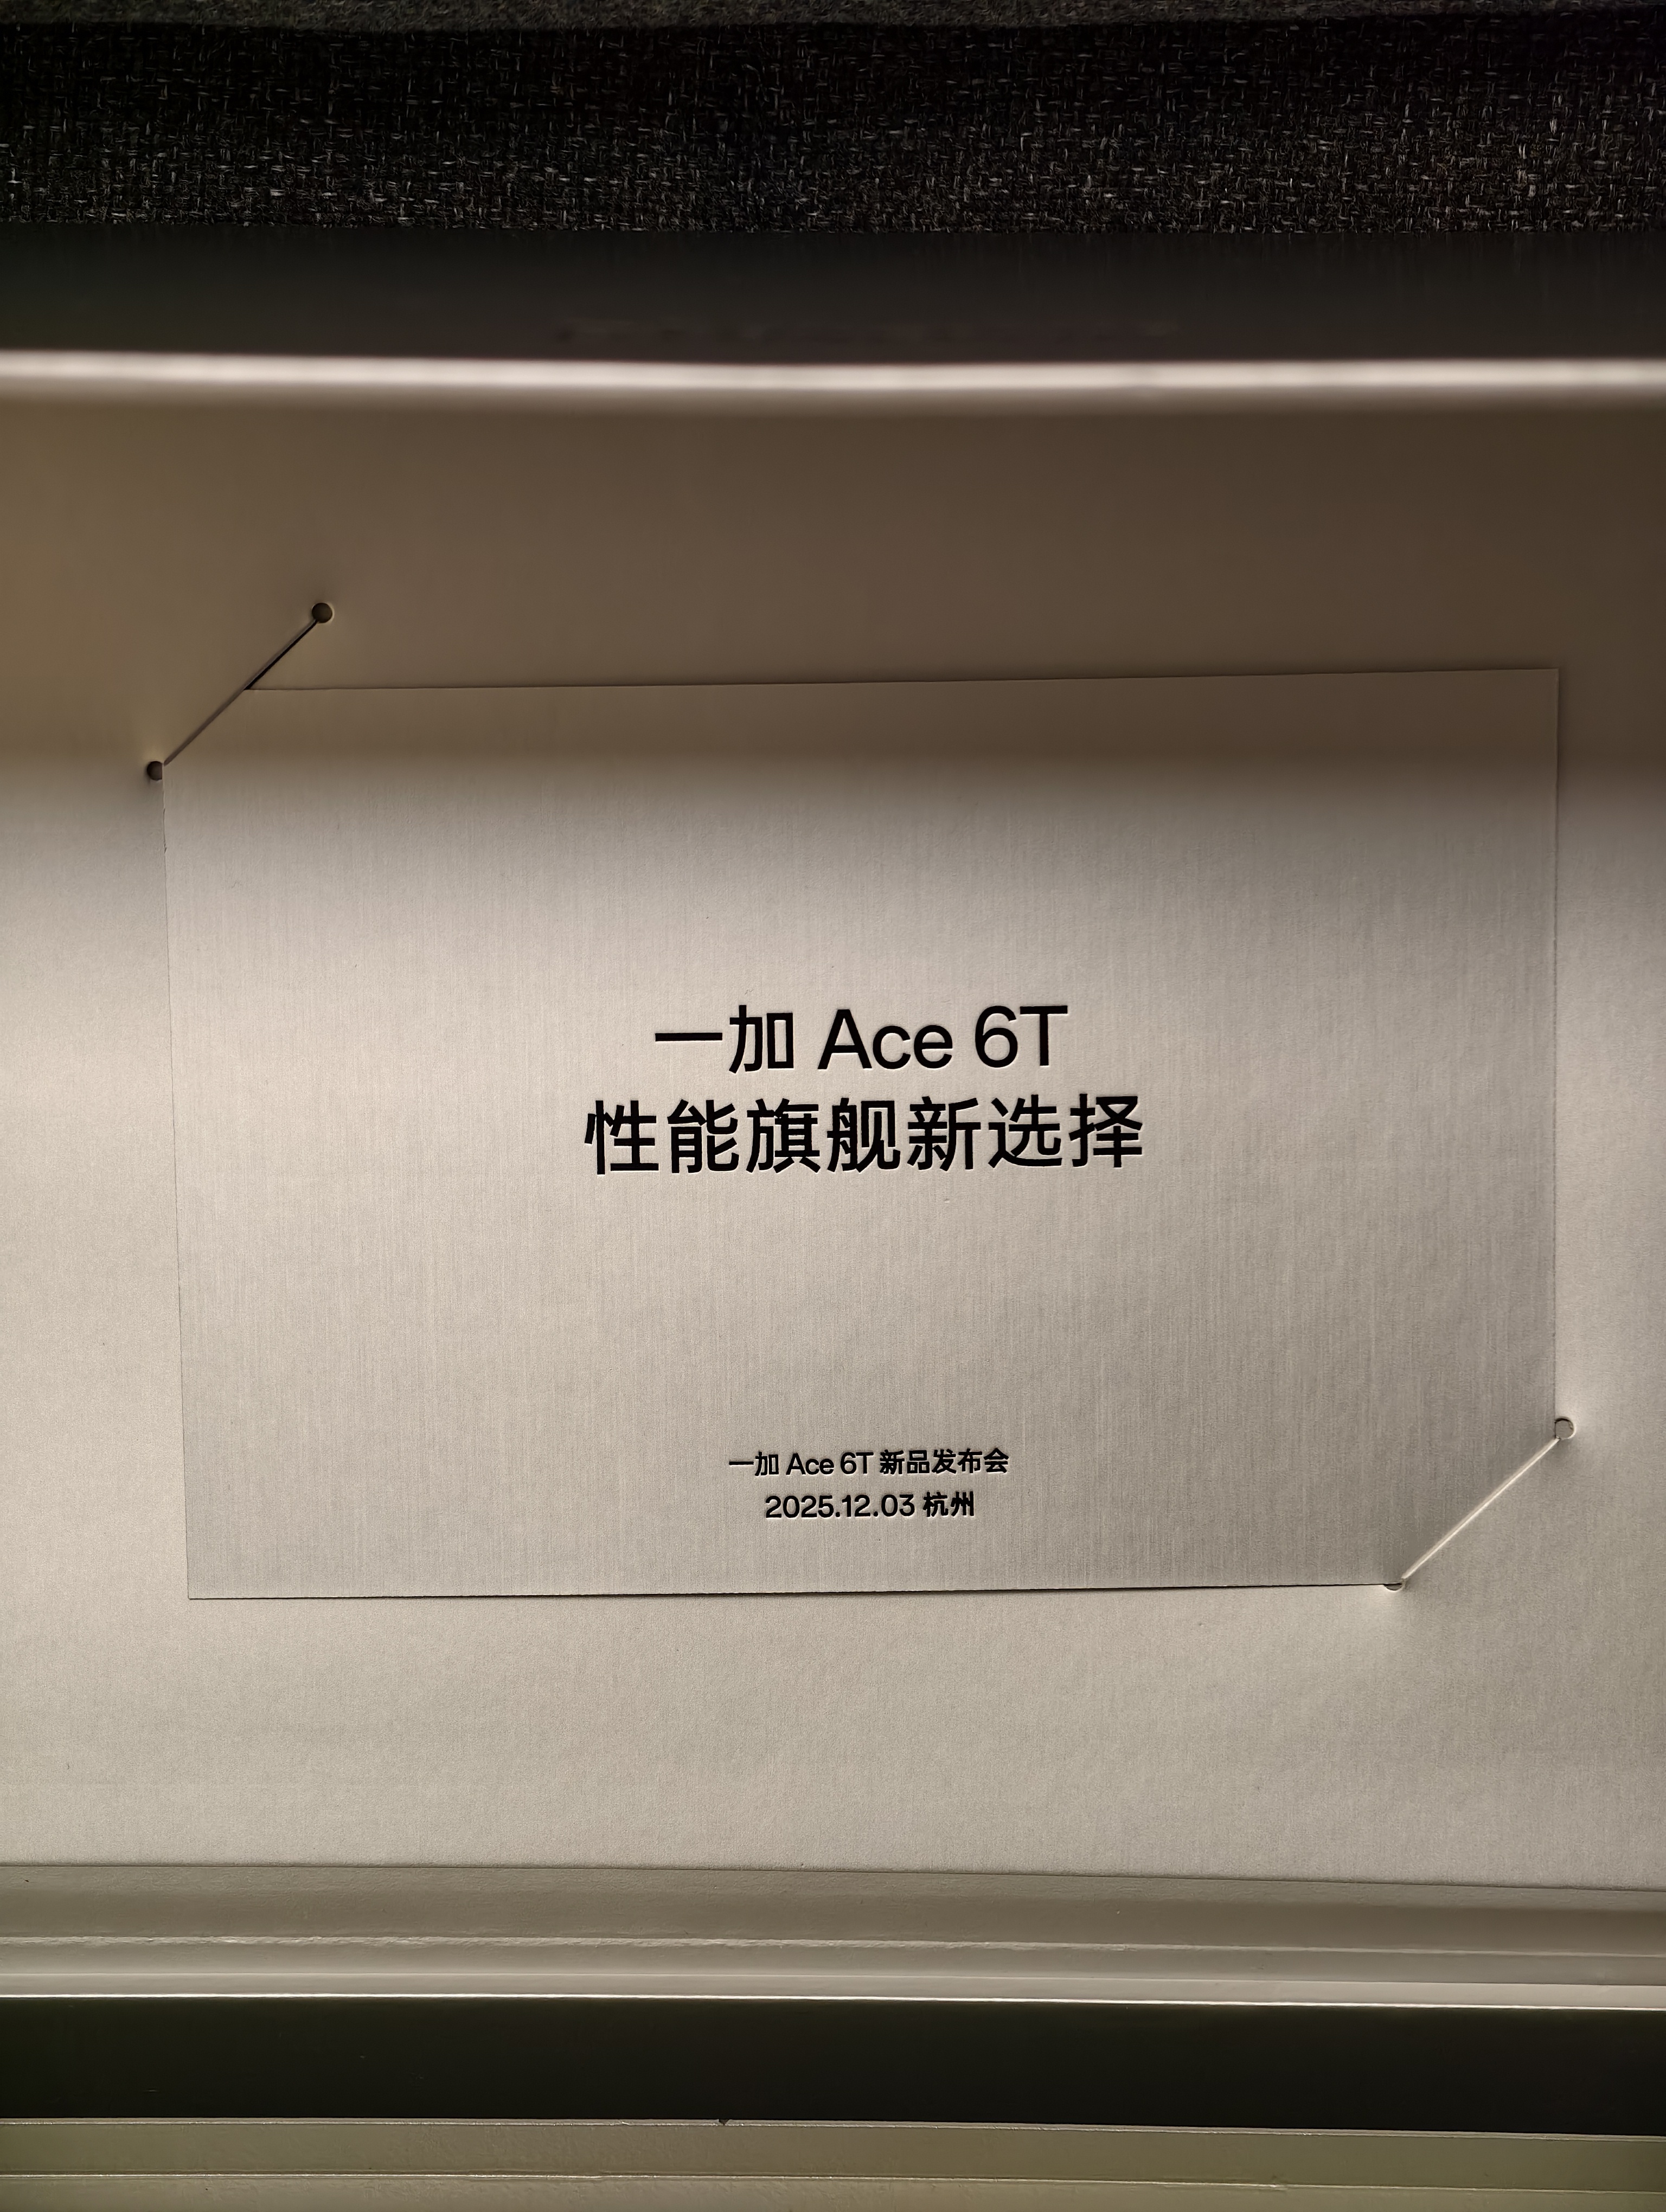 一加 Ace 6T
性能旗舰新选择
一加 Ace 6T 新品发布会
2025.12.03 杭州